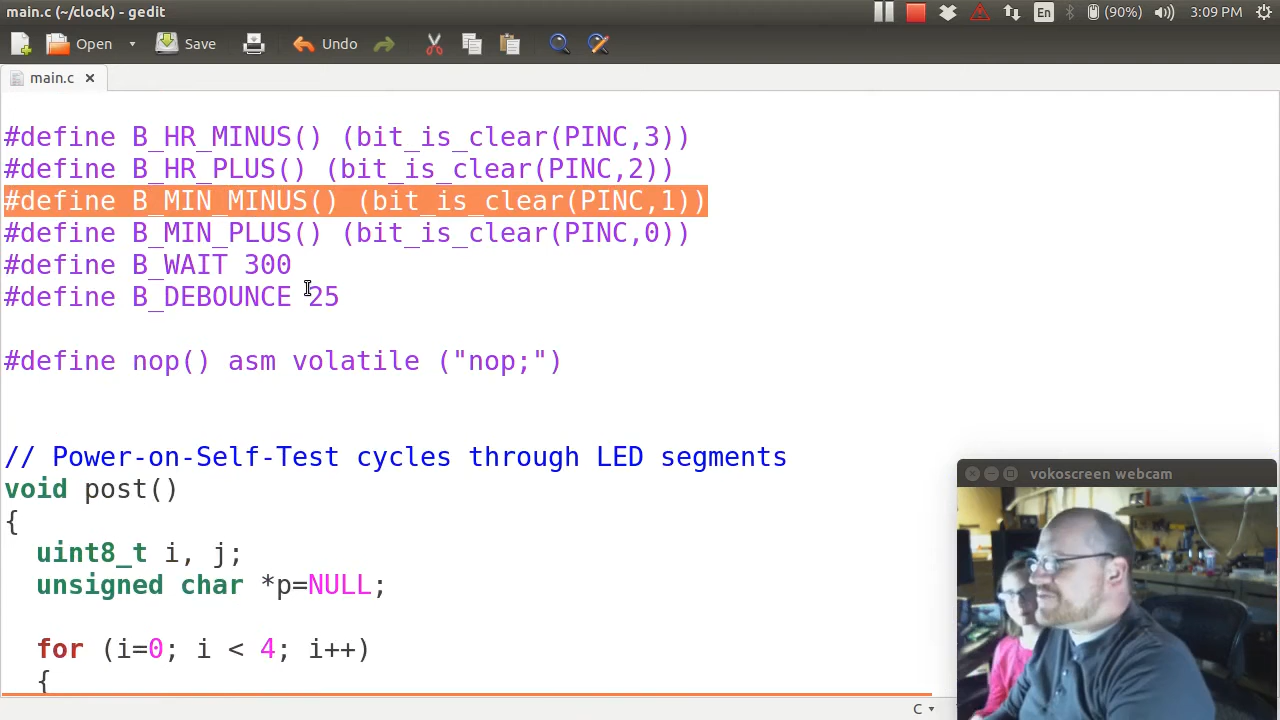 main.c (~/clock) - gedit
En
(90%)
3:09 PM
Open
Save
Undo
main.c
#define B_HR_MINUS() (bit_is_clear(PINC,3))
#define B_HR_PLUS() (bit_is_clear(PINC,2))
#define B_MIN_MINUS() (bit_is_clear(PINC,1))
#define B_MIN_PLUS() (bit_is_clear(PINC,0))
#define B_WAIT 300
#define B_DEBOUNCE 25
#define nop() asm volatile ("nop;")
// Power-on-Self-Test cycles through LED segments
void post()
{
uint8_t i, j;
unsigned char *p=NULL;
for (i=0; i < 4; i++)
{
vokoscreen webcam
C